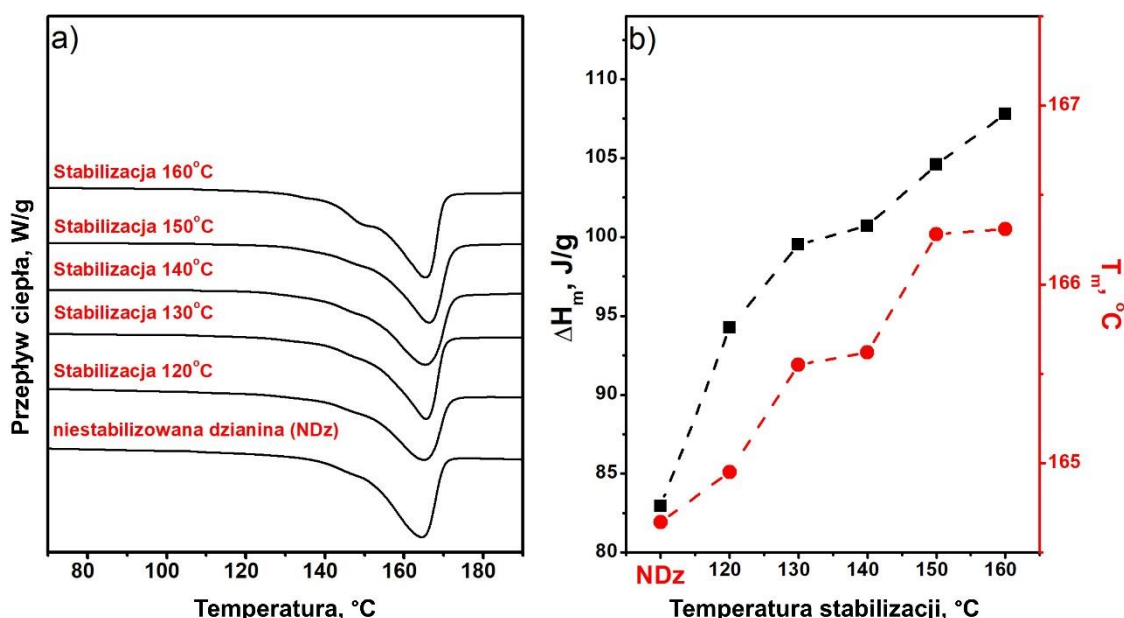 a)
Przepływ ciepła, W/g
Stabilizacja 160°C
Stabilizacja 150°C
Stabilizacja 140°C
Stabilizacja 130°C
Stabilizacja 120°C
niestabilizowana dzianina (NDz)
80 100 120 140 160 180
Temperatura, °C
b)
ΔHm, J/g
110
105
100
95
90
85
80
NDz 120 130 140 150 160
Temperatura stabilizacji, °C
167
166
165
Tm, °C